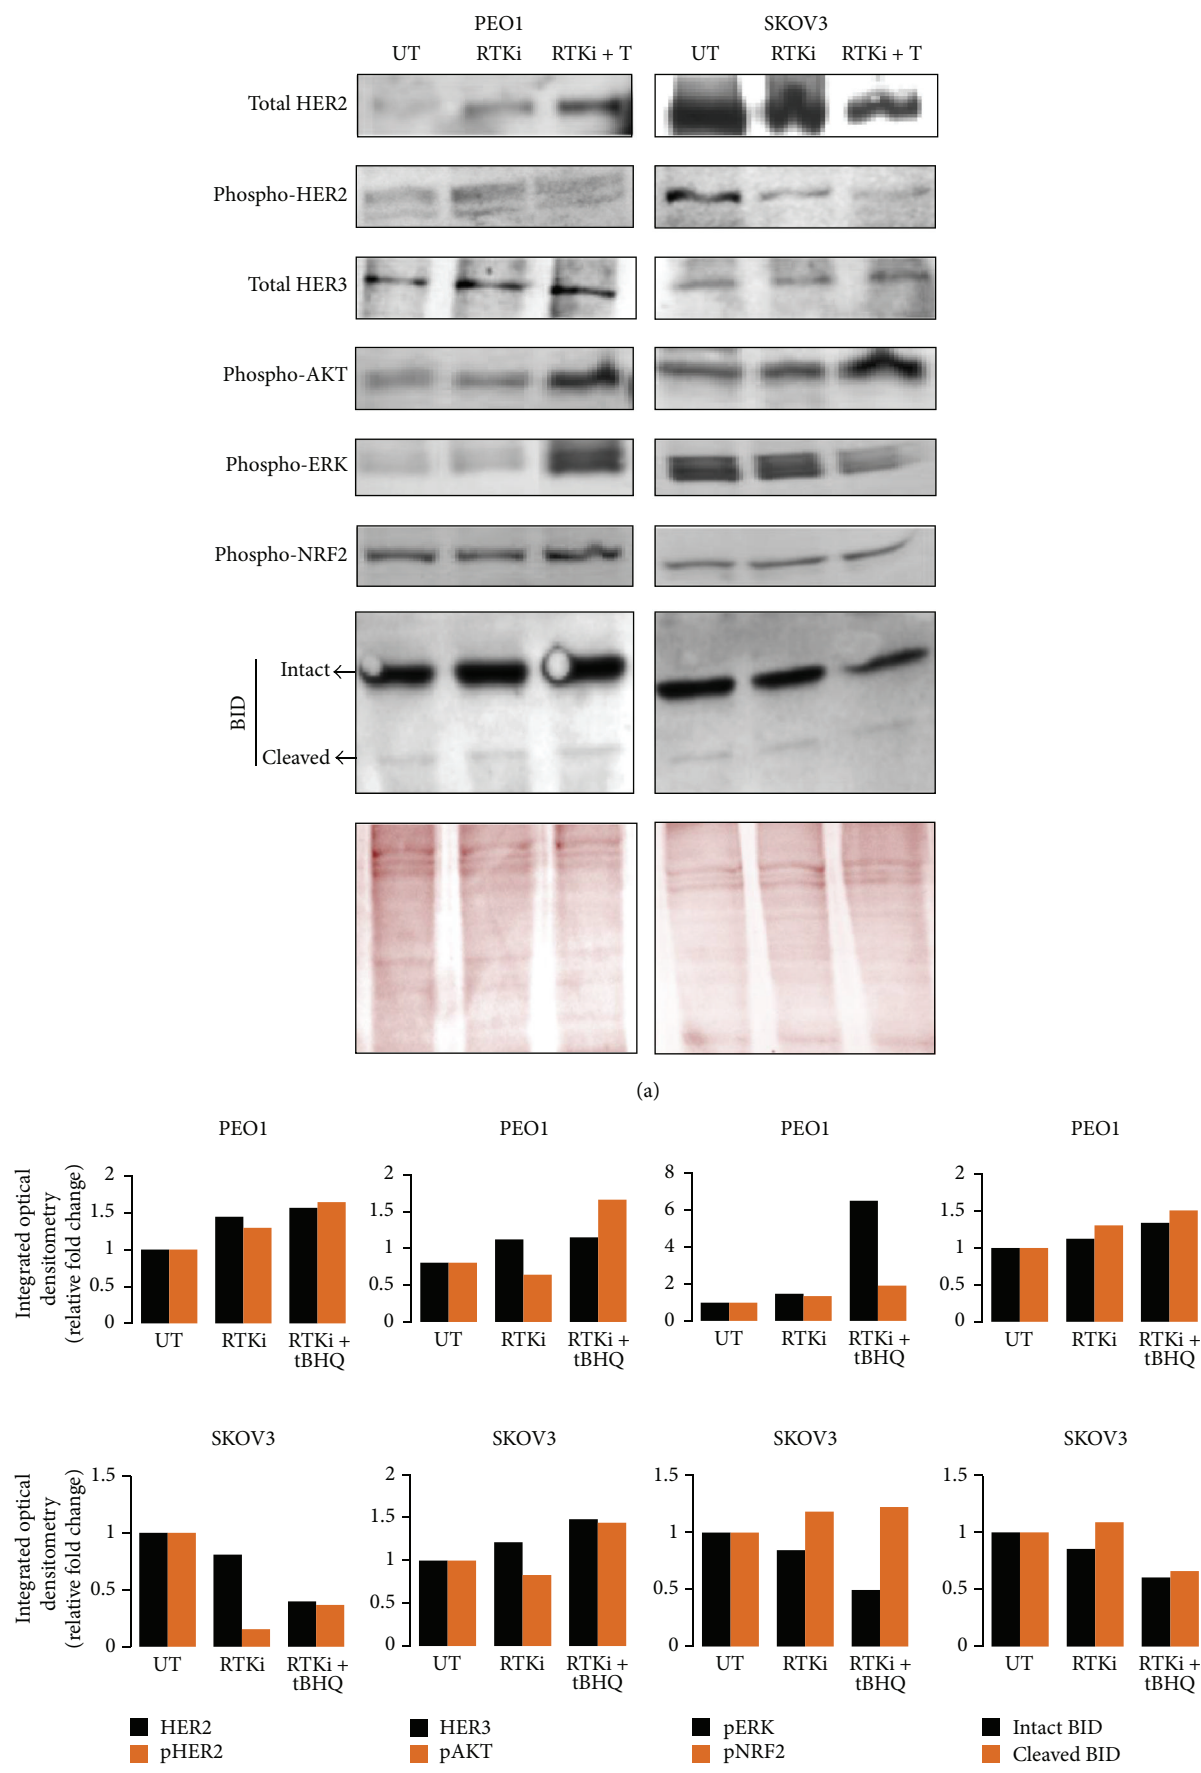 PEO1 SKOV3
UT RTKi RTKi + T UT RTKi RTKi + T
Total HER2
Phospho-HER2
Total HER3
Phospho-AKT
Phospho-ERK
Phospho-NRF2
BID
Intact
Cleaved
(a)
PEO1 PEO1 PEO1 PEO1
Integrated optical
densitometry
(relative fold change)
2
1.5
1
0.5
0
UT RTKi RTKi +
tBHQ
2
1.5
1
0.5
0
UT RTKi RTKi +
tBHQ
8
6
4
2
0
UT RTKi RTKi +
tBHQ
2
1.5
1
0.5
0
UT RTKi RTKi +
tBHQ
SKOV3 SKOV3 SKOV3 SKOV3
Integrated optical
densitometry
(relative fold change)
1.5
1
0.5
0
UT RTKi RTKi +
tBHQ
2
1.5
1
0.5
0
UT RTKi RTKi +
tBHQ
1.5
1
0.5
0
UT RTKi RTKi +
tBHQ
1.5
1
0.5
0
UT RTKi RTKi +
tBHQ
HER2
pHER2
HER3
pAKT
pERK
pNRF2
Intact BID
Cleaved BID